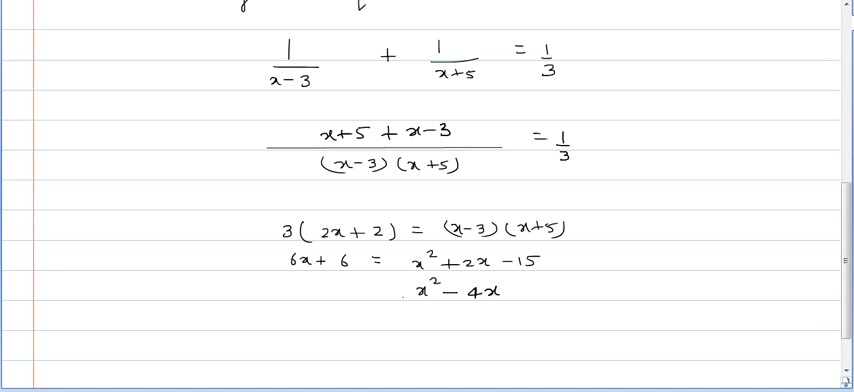 1/(x-3) + 1/(x+5) = 1/3
(x+5+x-3)/((x-3)(x+5)) = 1/3
3(2x+2) = (x-3)(x+5)
6x+6 = x²+2x-15
x²-4x